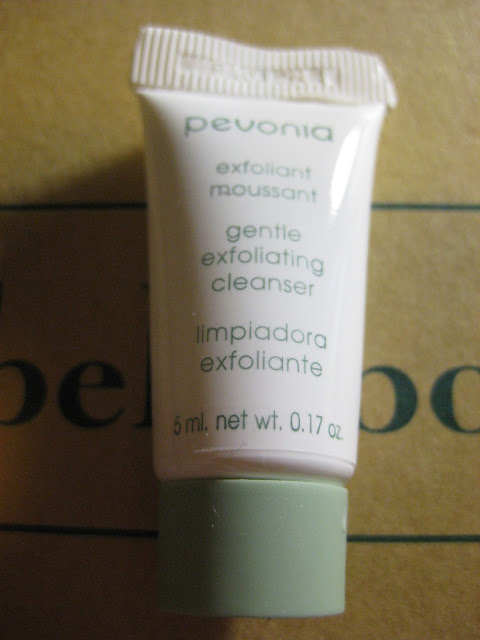 pevonia
exfoliant
moussant
gentle
exfoliating
cleanser
limpiadora
exfoliante
5 ml. net wt. 0.17 oz.